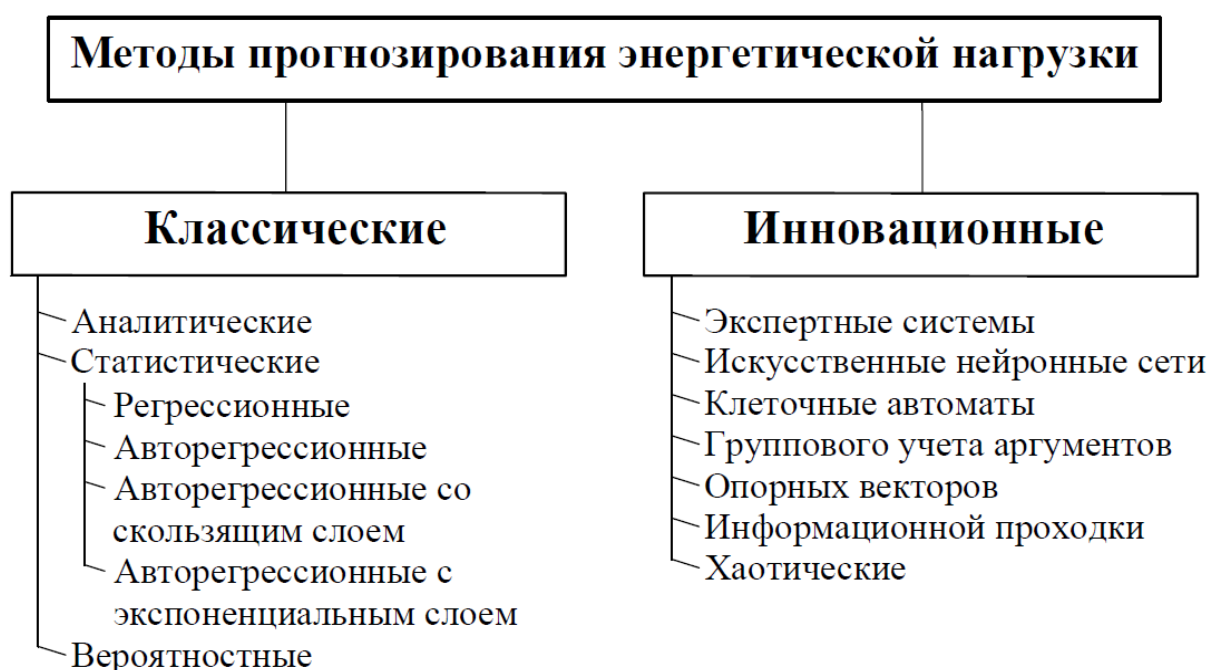 Методы прогнозирования энергетической нагрузки
Классические
Аналитические
Статистические
Регрессионные
Авторегрессионные
Авторегрессионные со
скользящим слоем
Авторегрессионные с
экспоненциальным слоем
Вероятностные
Инновационные
Экспертные системы
Искусственные нейронные сети
Клеточные автоматы
Группового учета аргументов
Опорных векторов
Информационной проходки
Хаотические